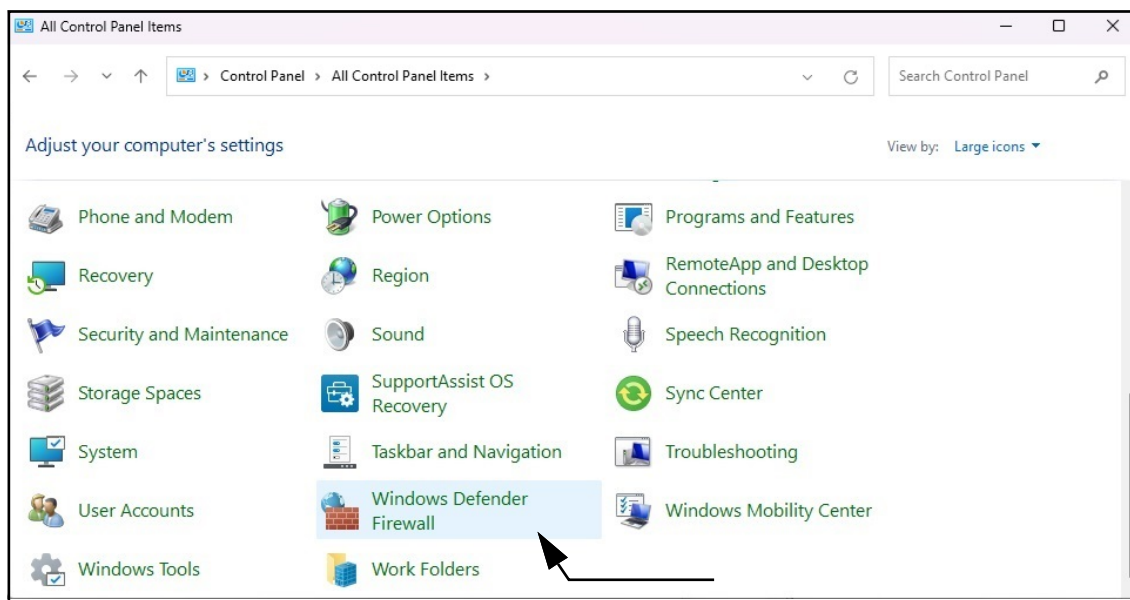 All Control Panel Items
Control Panel > All Control Panel Items >
Search Control Panel
Adjust your computer's settings
View by: Large icons
Phone and Modem
Power Options
Programs and Features
Recovery
Region
RemoteApp and Desktop
Connections
Security and Maintenance
Sound
Speech Recognition
Storage Spaces
SupportAssist OS
Recovery
Sync Center
System
Taskbar and Navigation
Troubleshooting
User Accounts
Windows Defender
Firewall
Windows Mobility Center
Windows Tools
Work Folders